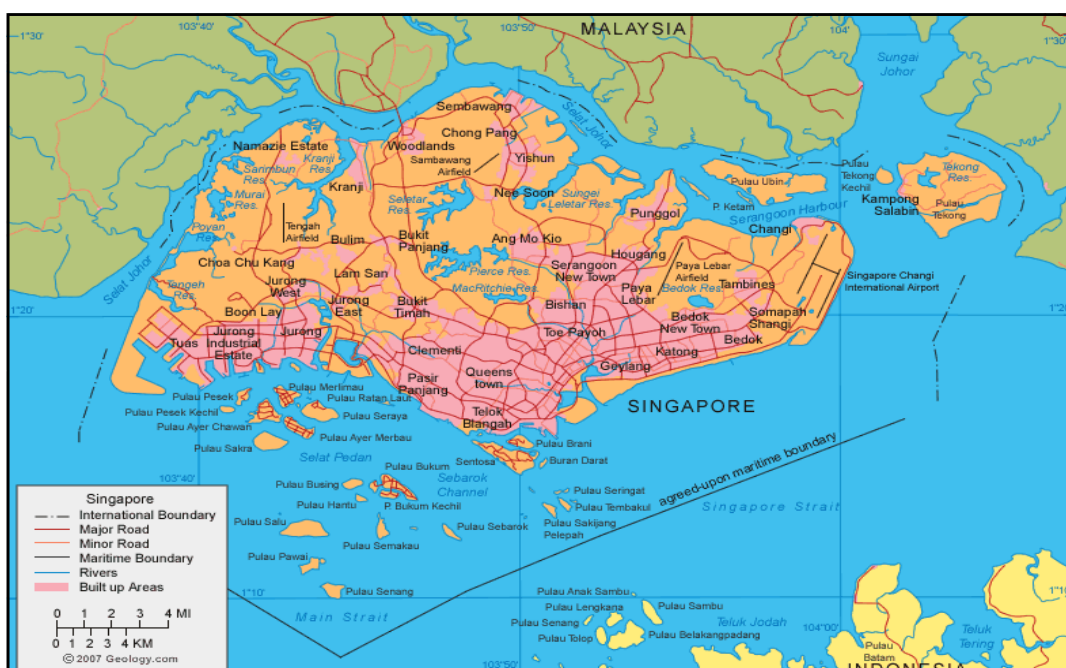 103°40'
103°50'
104°
1°30'
MALAYSIA
1°30'
Sungai
Johor
Sembawang
Selat Johor
Chong Pang
Namazie Estate
Woodlands
Kranji
Res.
Sarimbun
Res.
Sambawang
Airfield
Yishun
Pulau
Tekong
Kechil
Tekong
Res.
Kranji
Murai
Res.
Seletar
Res.
Nee Soon
Sungei
Leletar Res.
Pulau Ubin
P. Ketam
Kampong
Salabin
Pulau
Tekong
Poyan
Res.
Tengah
Airfield
Bulim
Bukit
Panjang
Ang Mo Kio
Punggol
Serangoon Harbour
Changi
Hougang
Choa Chu Kang
Lam San
Serangoon
New Town
Paya Lebar
Airfield
Bedok Res.
Selat Johor
Tengeh
Res.
Jurong
West
Pierce Res.
MacRitchie Res.
Paya
Lebar
Tambines
Singapore Changi
International Airport
1°20'
Boon Lay
Jurong
East
Bukit
Timah
Bishan
Bedok
New Town
Somapah
Shangi
1°20'
Tuas
Jurong
Industrial
Estate
Jurong
Toe Payoh
Bedok
Clementi
Katong
Geylang
Pasir
Panjang
Queens
town
Pulau Merlimau
Pulau Pesek
Pulau Ratan Laut
Pulau Pesek Kechil
Pulau Seraya
Telok
Blangah
SINGAPORE
Pulau Ayer Chawan
Pulau Ayer Merbau
Pulau Sakra
Selat Pedan
Pulau Brani
Sentosa
Buran Darat
103°40'
Pulau Bukum
Sebarok
Channel
Pulau Busing
Pulau Hantu
P. Bukum Kechil
Pulau Seringat
Pulau Tembakul
agreed-upon maritime boundary
Singapore Strait
Pulau Salu
Pulau Semakau
Pulau Sebarok
Pulau Sakijang
Pelepah
Pulau Pawai
Pulau Senang
1°10'
Main Strait
Pulau Anak Sambu
Pulau Lengkana
Pulau Sambu
Pulau Senang
Pulau Telop
Pulau Belakangpadang
Teluk Jodah
104°00'
Teluk
Tering
1°10'
Pulau
Batam
INDONESIA
103°50'
Singapore
International Boundary
Major Road
Minor Road
Maritime Boundary
Rivers
Built up Areas
0 1 2 3 4 MI
0 1 2 3 4 KM
© 2007 Geology.com